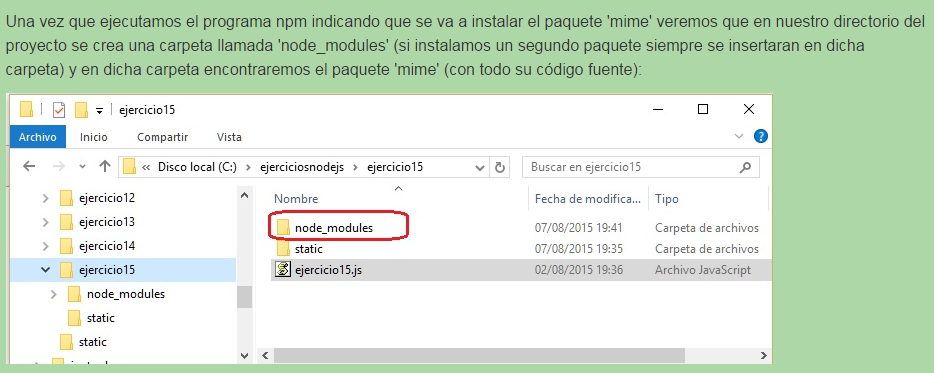 Una vez que ejecutamos el programa npm indicando que se va a instalar el paquete 'mime' veremos que en nuestro directorio del
proyecto se crea una carpeta llamada 'node_modules' (si instalamos un segundo paquete siempre se insertaran en dicha
carpeta) y en dicha carpeta encontraremos el paquete 'mime' (con todo su código fuente):
ejercicio15
Archivo Inicio Compartir Vista
« Disco local (C:) › ejerciciosnodejs › ejercicio15 Buscar en ejercicio15
ejercicio12
ejercicio13
ejercicio14
ejercicio15
node_modules
static
static
Nombre Fecha de modifica... Tipo
node_modules 07/08/2015 19:41 Carpeta de archivos
static 07/08/2015 19:35 Carpeta de archivos
ejercicio15.js 02/08/2015 19:36 Archivo JavaScript